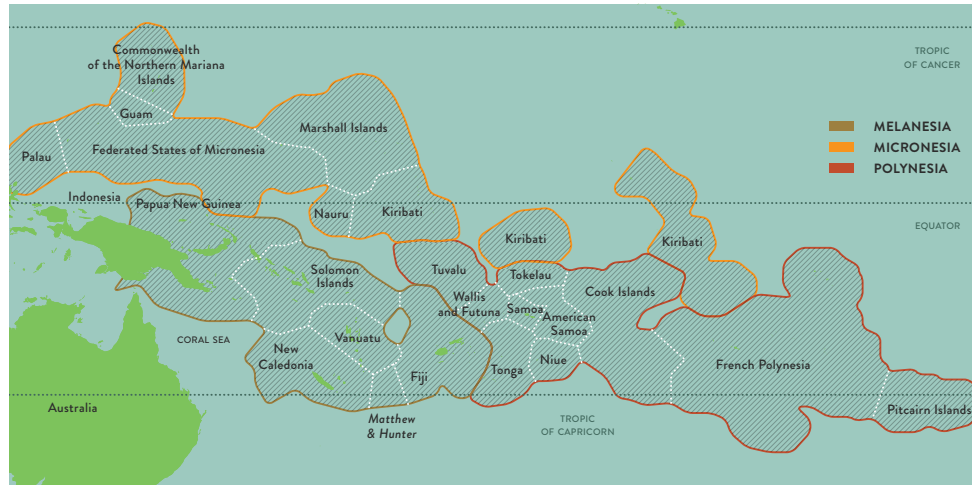 Commonwealth
of the Northern Mariana
Islands
TROPIC
OF CANCER
Guam
Marshall Islands
MELANESIA
MICRONESIA
POLYNESIA
Palau
Federated States of Micronesia
Indonesia
Papua New Guinea
Nauru
Kiribati
Kiribati
Kiribati
EQUATOR
Solomon
Islands
Tuvalu
Tokelau
Wallis
and Futuna
Samoa
Cook Islands
American
Samoa
CORAL SEA
New
Caledonia
Vanuatu
Fiji
Tonga
Niue
French Polynesia
Australia
Matthew
& Hunter
TROPIC
OF CAPRICORN
Pitcairn Islands